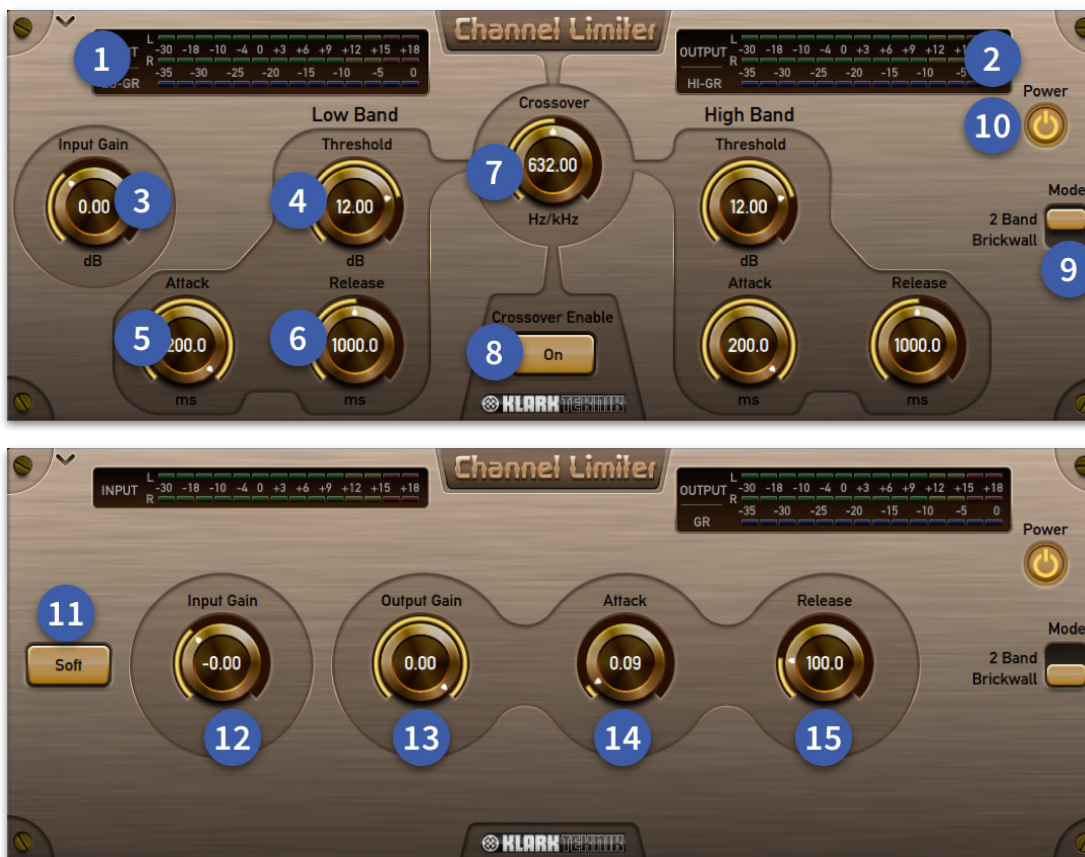 Channel Limiter
1
L
-30 -18 -10 -4 0 +3 +6 +9 +12 +15 +18
R
-35 -30 -25 -20 -15 -10 -5 0
OUTPUT
L
-30 -18 -10 -4 0 +3 +6 +9 +12
R
2
HI-GR
-35 -30 -25 -20 -15 -10
Low Band
Crossover
High Band
Power
10
Input Gain
Threshold
7
632.00
Hz/kHz
Threshold
0.00
3
dB
4
12.00
dB
12.00
dB
Mode
2 Band
Brickwall
9
Attack
Release
Attack
Release
5
200.0
ms
6
1000.0
ms
Crossover Enable
8
On
200.0
ms
1000.0
ms
KLARK TEKNIK
Channel Limiter
INPUT
L
-30 -18 -10 -4 0 +3 +6 +9 +12 +15 +18
R
OUTPUT
L
-30 -18 -10 -4 0 +3 +6 +9 +12 +15 +18
R
GR
-35 -30 -25 -20 -15 -10 -5 0
Power
11
Soft
Input Gain
Output Gain
Attack
Release
-0.00
0.00
0.09
100.0
Mode
2 Band
Brickwall
12
13
14
15
KLARK TEKNIK